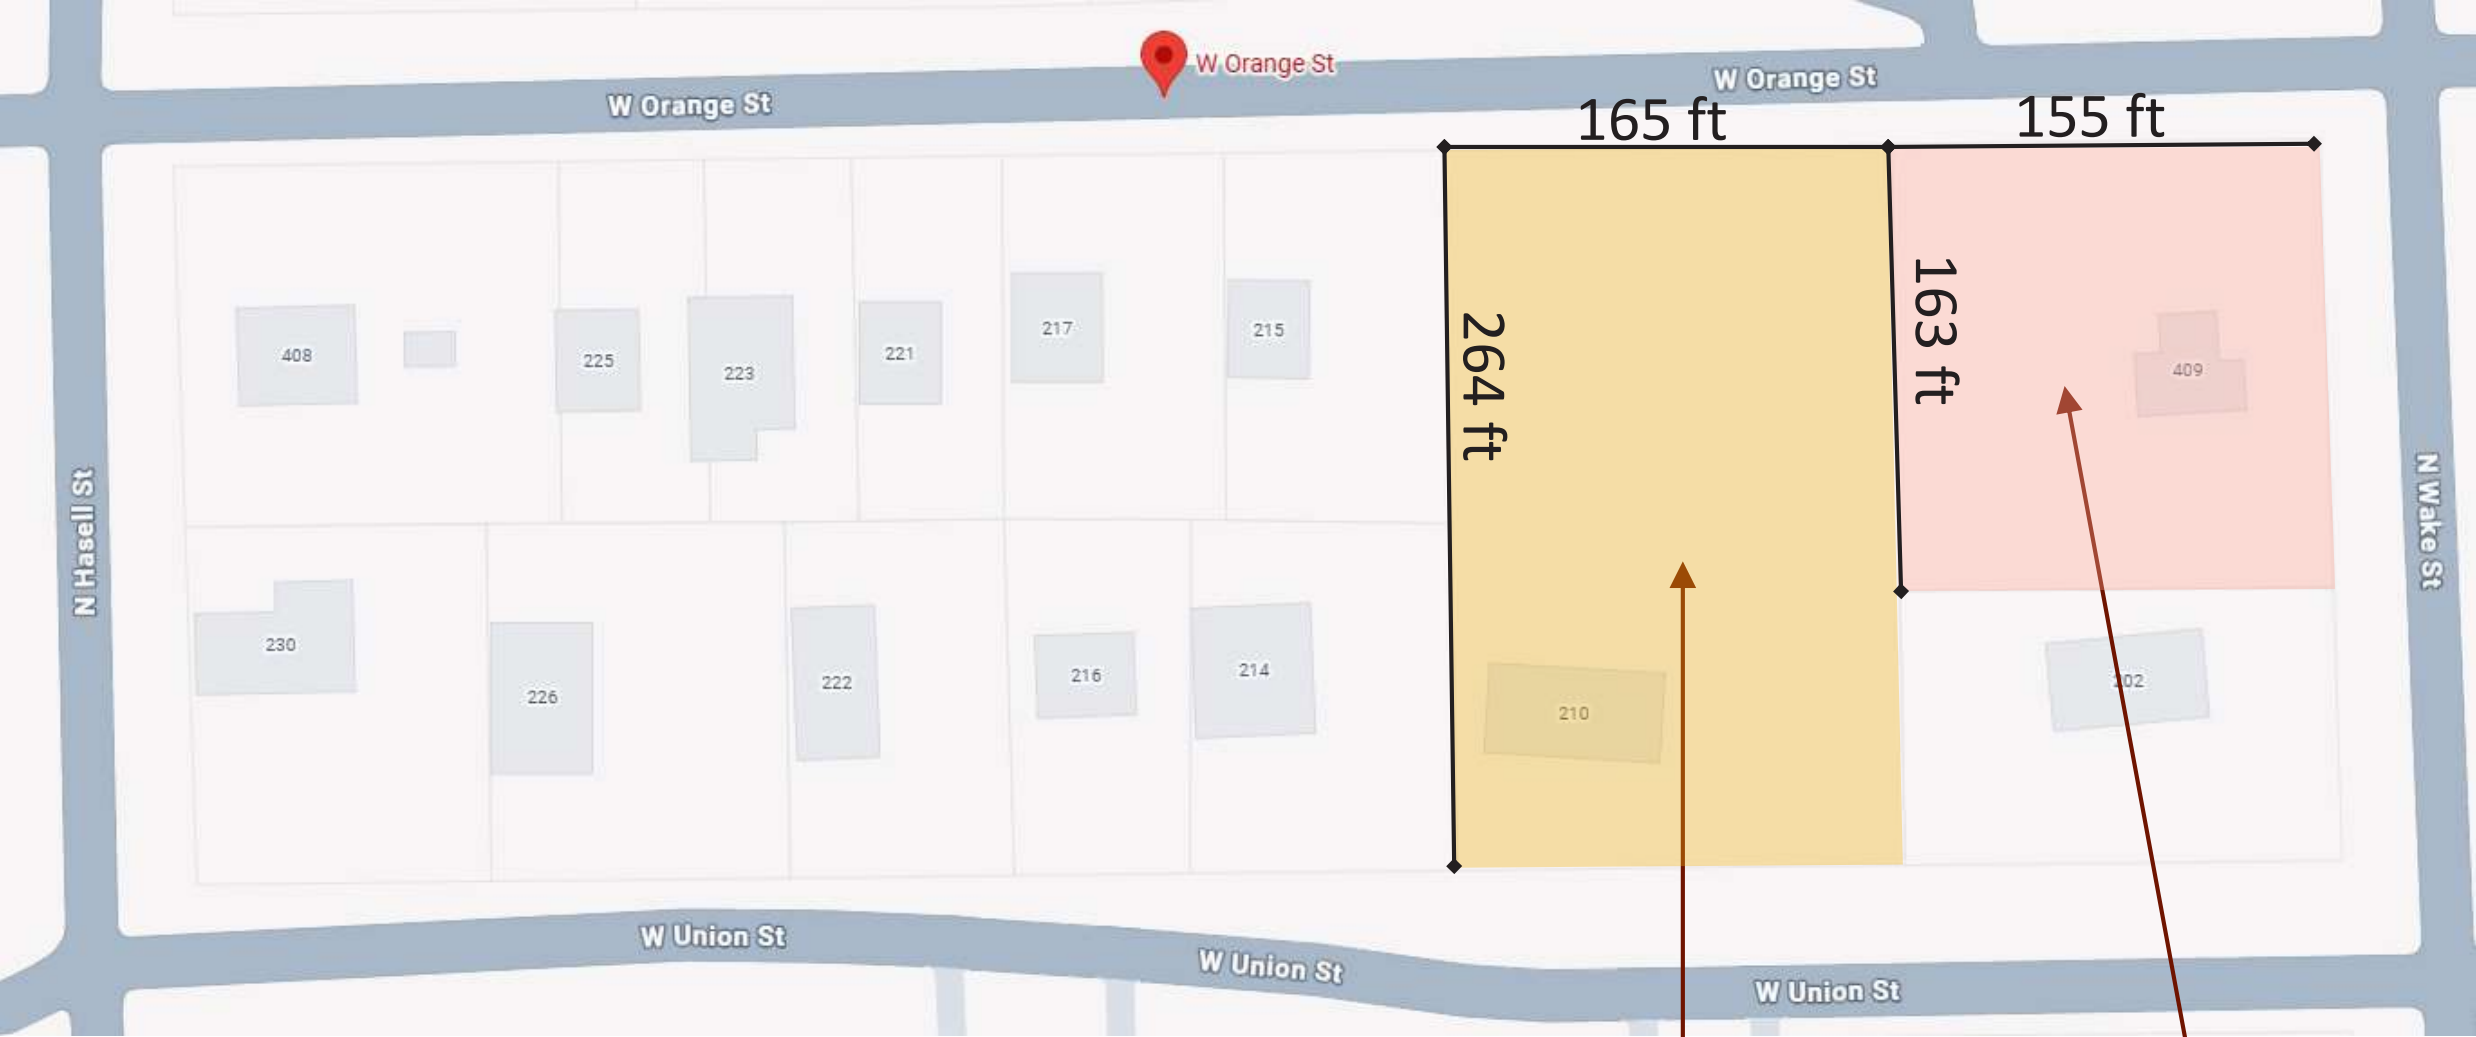 W Orange St
W Orange St
W Orange St
165 ft
155 ft
264 ft
163 ft
408
225
223
221
217
215
409
N Hasell St
N Wake St
230
226
222
216
214
210
202
W Union St
W Union St
W Union St